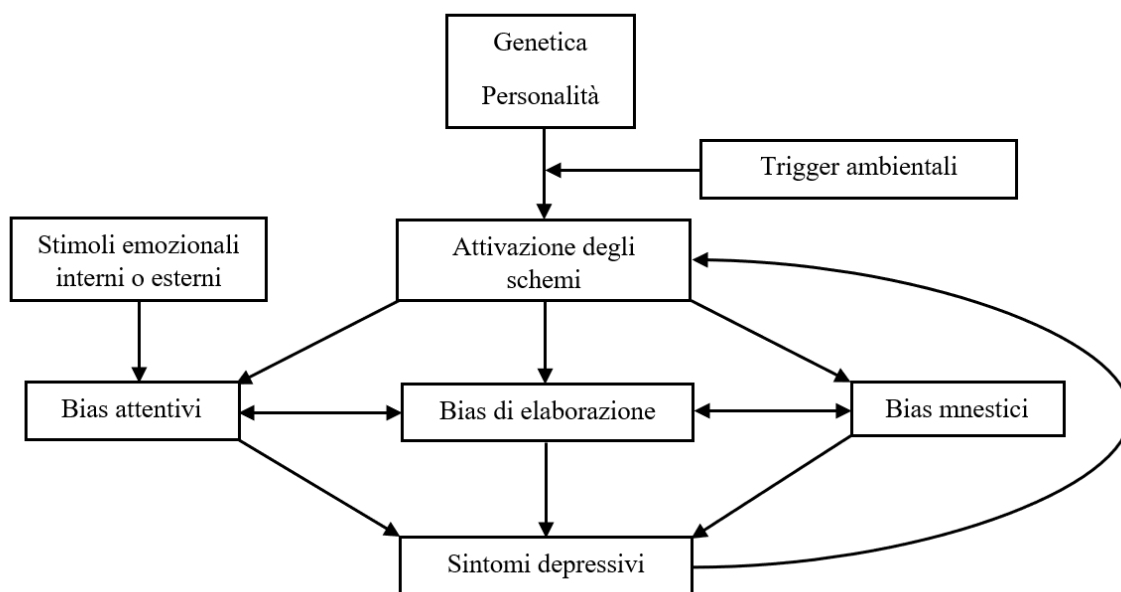 Genetica
Personalità
Trigger ambientali
Stimoli emozionali
interni o esterni
Attivazione degli
schemi
Bias attentivi
Bias di elaborazione
Bias mnestici
Sintomi depressivi